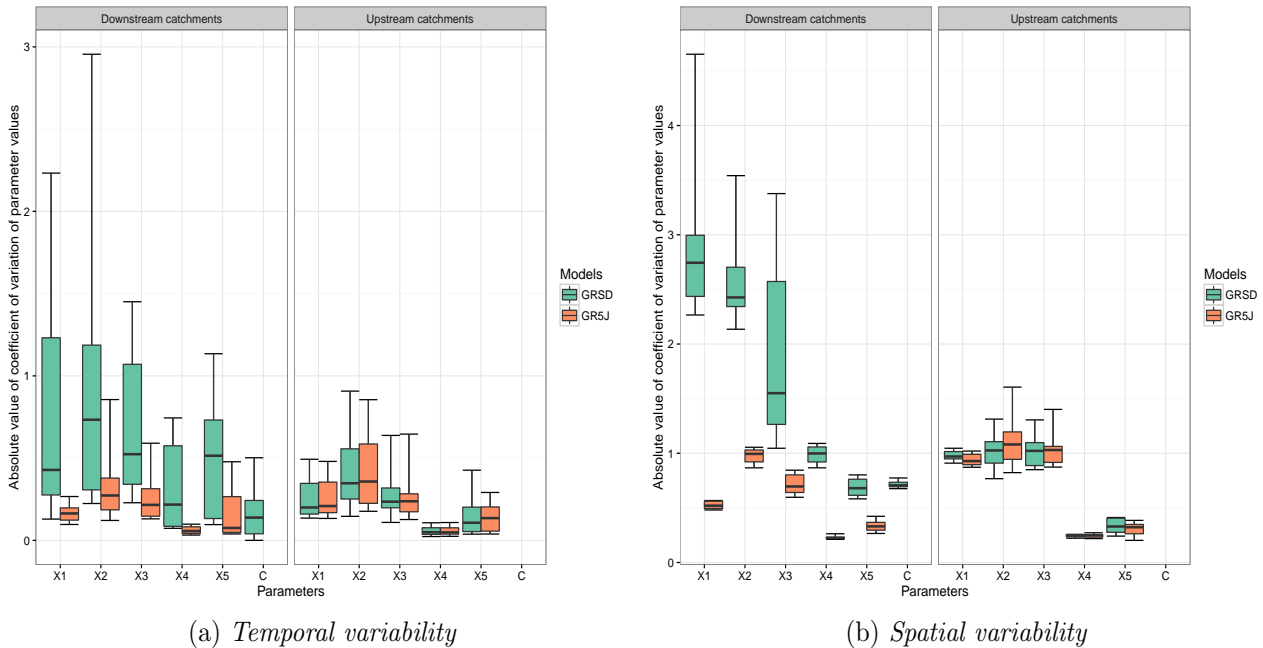 Downstream catchments
Upstream catchments
Absolute value of coefficient of variation of parameter values
3
2
1
0
X1 X2 X3 X4 X5 C
X1 X2 X3 X4 X5 C
Parameters
Models
GRSD
GR5J
(a) Temporal variability
Downstream catchments
Upstream catchments
Absolute value of coefficient of variation of parameter values
4
3
2
1
0
X1 X2 X3 X4 X5 C
X1 X2 X3 X4 X5 C
Parameters
Models
GRSD
GR5J
(b) Spatial variability